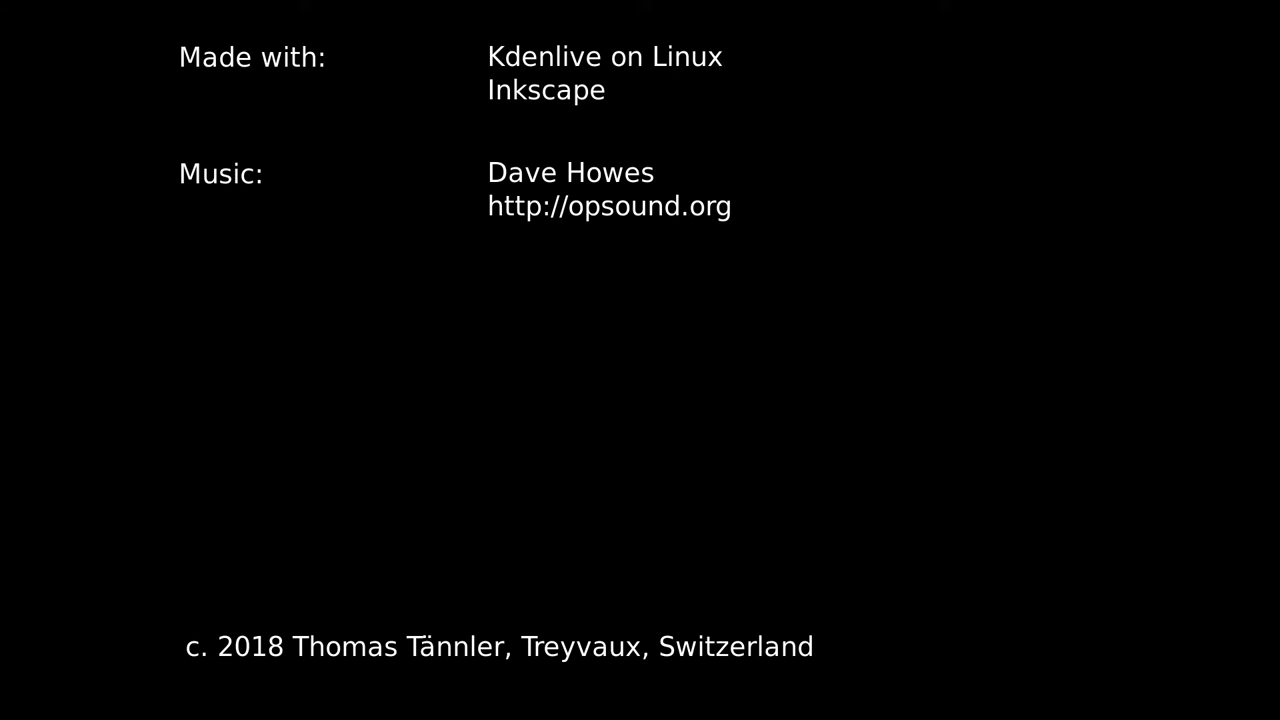 Made with: Kdenlive on Linux
Inkscape
Music: Dave Howes
http://opsound.org
c. 2018 Thomas Tännler, Treyvaux, Switzerland